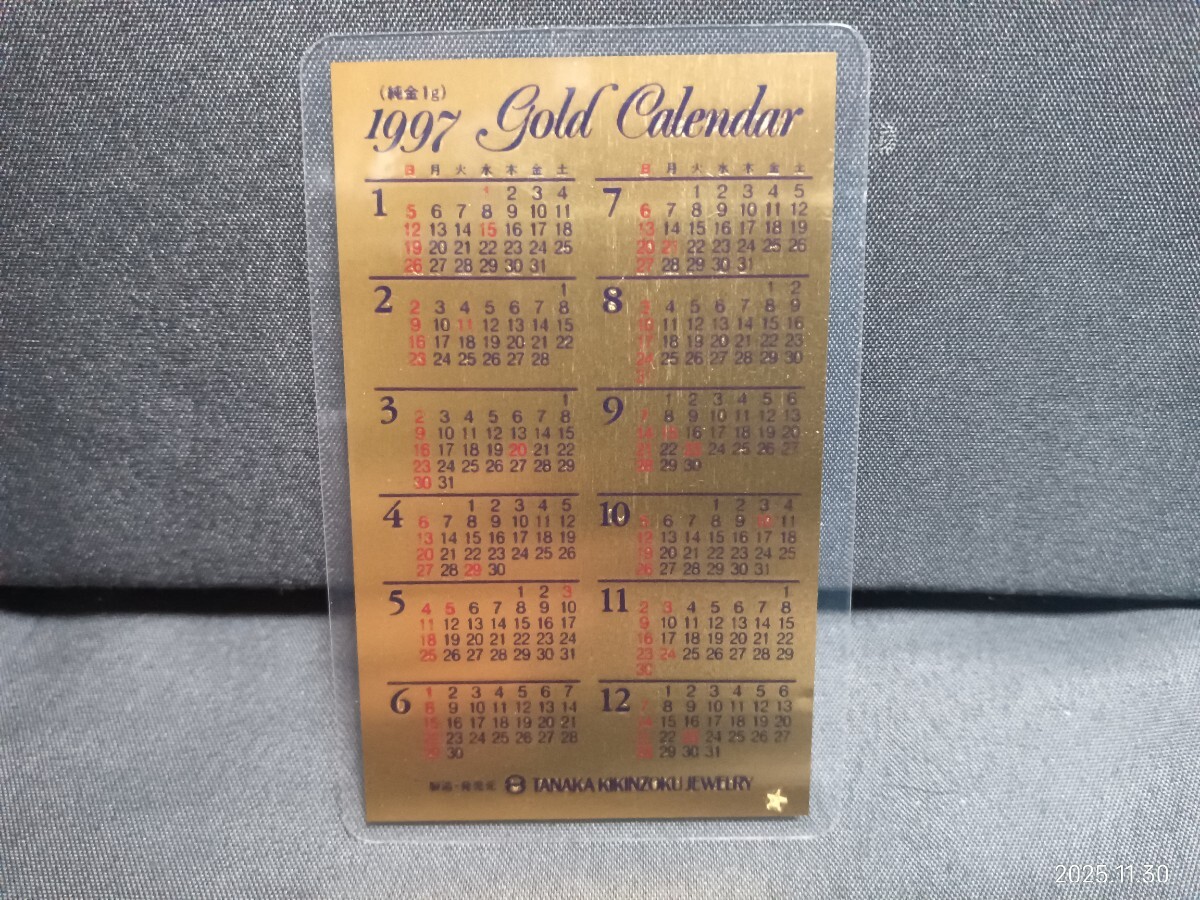 (純金1g)
1997 Gold Calendar
日 月 火 水 木 金 土
1
1 2 3 4
5 6 7 8 9 10 11
12 13 14 15 16 17 18
19 20 21 22 23 24 25
26 27 28 29 30 31
2
1
2 3 4 5 6 7 8
9 10 11 12 13 14 15
16 17 18 19 20 21 22
23 24 25 26 27 28
3
1
2 3 4 5 6 7 8
9 10 11 12 13 14 15
16 17 18 19 20 21 22
23 24 25 26 27 28 29
30 31
4
1 2 3 4 5
6 7 8 9 10 11 12
13 14 15 16 17 18 19
20 21 22 23 24 25 26
27 28 29 30
5
1 2 3
4 5 6 7 8 9 10
11 12 13 14 15 16 17
18 19 20 21 22 23 24
25 26 27 28 29 30 31
6
1 2 3 4 5 6 7
8 9 10 11 12 13 14
15 16 17 18 19 20 21
22 23 24 25 26 27 28
29 30
日 月 火 水 木 金 土
7
1 2 3 4 5
6 7 8 9 10 11 12
13 14 15 16 17 18 19
20 21 22 23 24 25 26
27 28 29 30 31
8
1 2
3 4 5 6 7 8 9
10 11 12 13 14 15 16
17 18 19 20 21 22 23
24 25 26 27 28 29 30
31
9
1 2 3 4 5 6
7 8 9 10 11 12 13
14 15 16 17 18 19 20
21 22 23 24 25 26 27
28 29 30
10
1 2 3 4
5 6 7 8 9 10 11
12 13 14 15 16 17 18
19 20 21 22 23 24 25
26 27 28 29 30 31
11
1
2 3 4 5 6 7 8
9 10 11 12 13 14 15
16 17 18 19 20 21 22
23 24 25 26 27 28 29
30
12
1 2 3 4 5 6
7 8 9 10 11 12 13
14 15 16 17 18 19 20
21 22 23 24 25 26 27
28 29 30 31
製造・発売元 TANAKA KIKINZOKU JEWELRY
2025.11.30